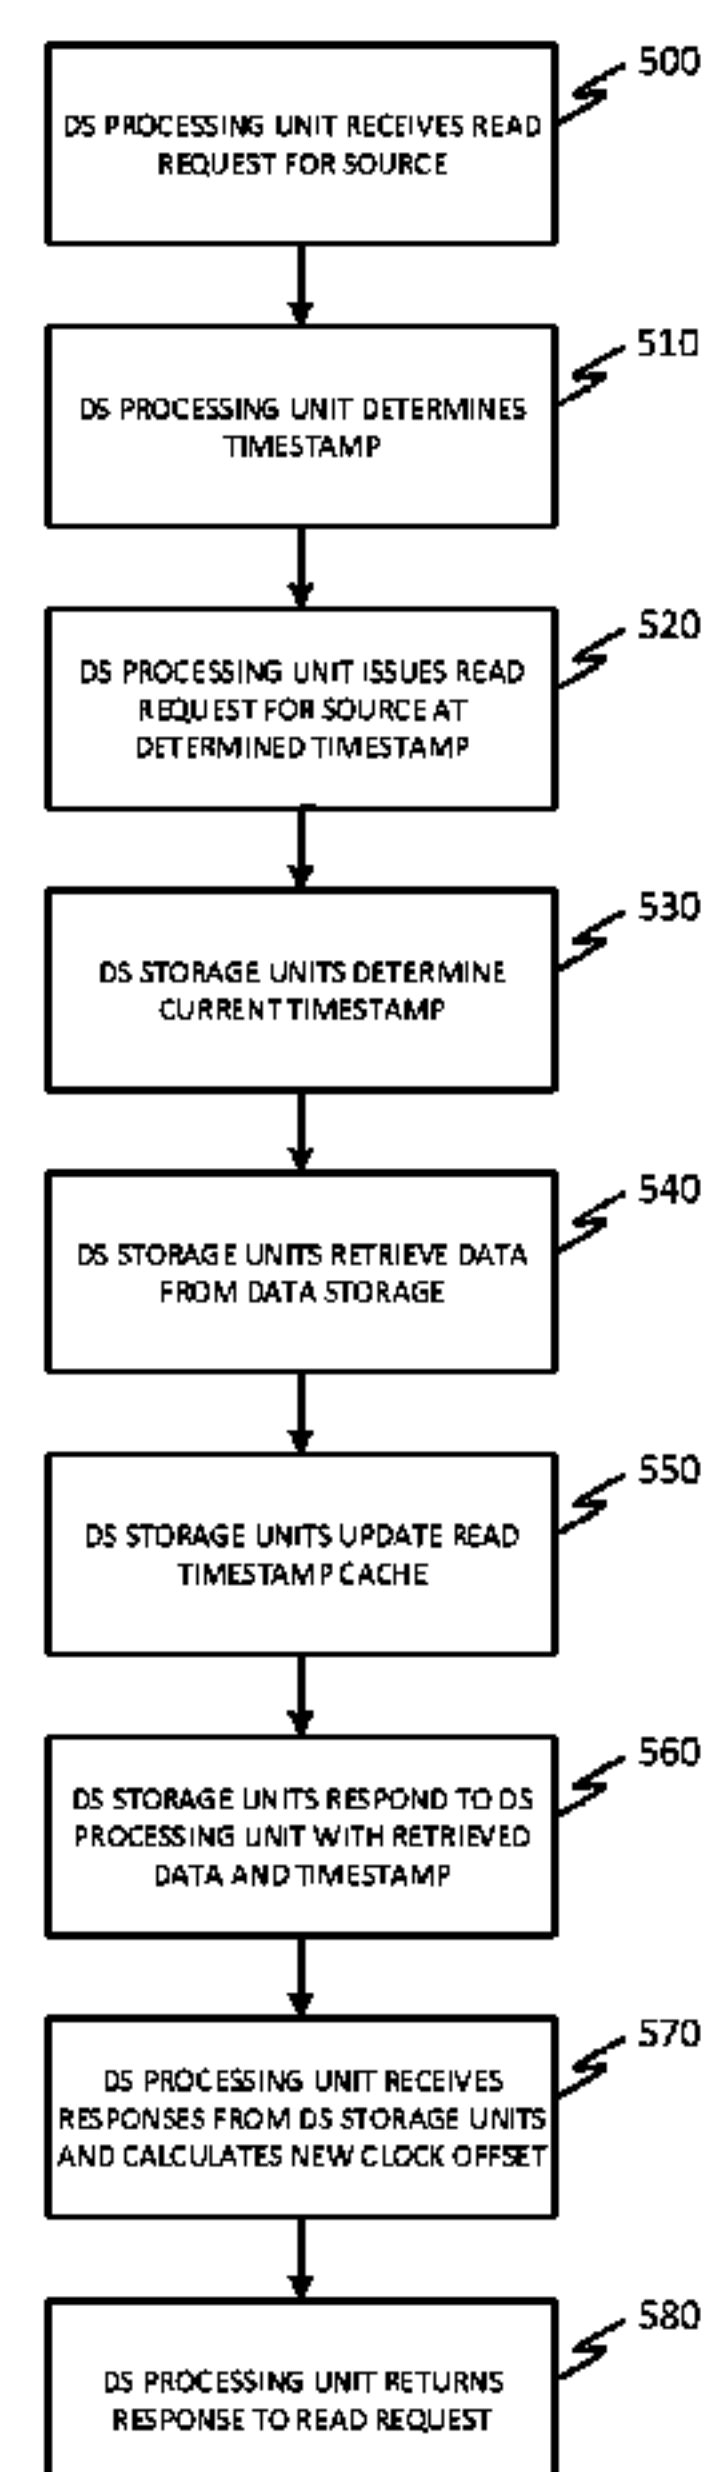 500
DS PROCESSING UNIT RECEIVES READ
REQUEST FOR SOURCE
510
DS PROCESSING UNIT DETERMINES
TIMESTAMP
520
DS PROCESSING UNIT ISSUES READ
REQUEST FOR SOURCE AT
DETERMINED TIMESTAMP
530
DS STORAGE UNITS DETERMINE
CURRENT TIMESTAMP
540
DS STORAGE UNITS RETRIEVE DATA
FROM DATA STORAGE
550
DS STORAGE UNITS UPDATE READ
TIMESTAMP CACHE
560
DS STORAGE UNITS RESPOND TO DS
PROCESSING UNIT WITH RETRIEVED
DATA AND TIMESTAMP
570
DS PROCESSING UNIT RECEIVES
RESPONSES FROM DS STORAGE UNITS
AND CALCULATES NEW CLOCK OFFSET
580
DS PROCESSING UNIT RETURNS
RESPONSE TO READ REQUEST